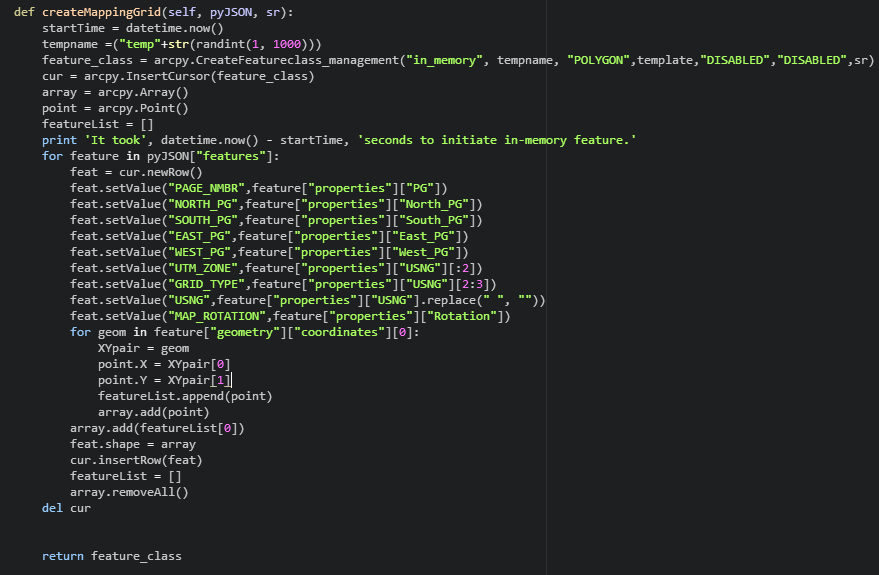 def createMappingGrid(self, pyJSON, sr):
    startTime = datetime.now()
    tempname =("temp"+str(randint(1, 1000)))
    feature_class = arcpy.CreateFeatureclass_management("in_memory", tempname, "POLYGON",template,"DISABLED","DISABLED",sr)
    cur = arcpy.InsertCursor(feature_class)
    array = arcpy.Array()
    point = arcpy.Point()
    featureList = []
    print 'It took', datetime.now() - startTime, 'seconds to initiate in-memory feature.'
    for feature in pyJSON["features"]:
        feat = cur.newRow()
        feat.setValue("PAGE_NMBR",feature["properties"]["PG"])
        feat.setValue("NORTH_PG",feature["properties"]["North_PG"])
        feat.setValue("SOUTH_PG",feature["properties"]["South_PG"])
        feat.setValue("EAST_PG",feature["properties"]["East_PG"])
        feat.setValue("WEST_PG",feature["properties"]["West_PG"])
        feat.setValue("UTM_ZONE",feature["properties"]["USNG"][:2])
        feat.setValue("GRID_TYPE",feature["properties"]["USNG"][2:3])
        feat.setValue("USNG",feature["properties"]["USNG"].replace(" ", ""))
        feat.setValue("MAP_ROTATION",feature["properties"]["Rotation"])
        for geom in feature["geometry"]["coordinates"][0]:
            XYpair = geom
            point.X = XYpair[0]
            point.Y = XYpair[1]
            featureList.append(point)
            array.add(point)
        array.add(featureList[0])
        feat.shape = array
        cur.insertRow(feat)
        featureList = []
        array.removeAll()
    del cur
    return feature_class